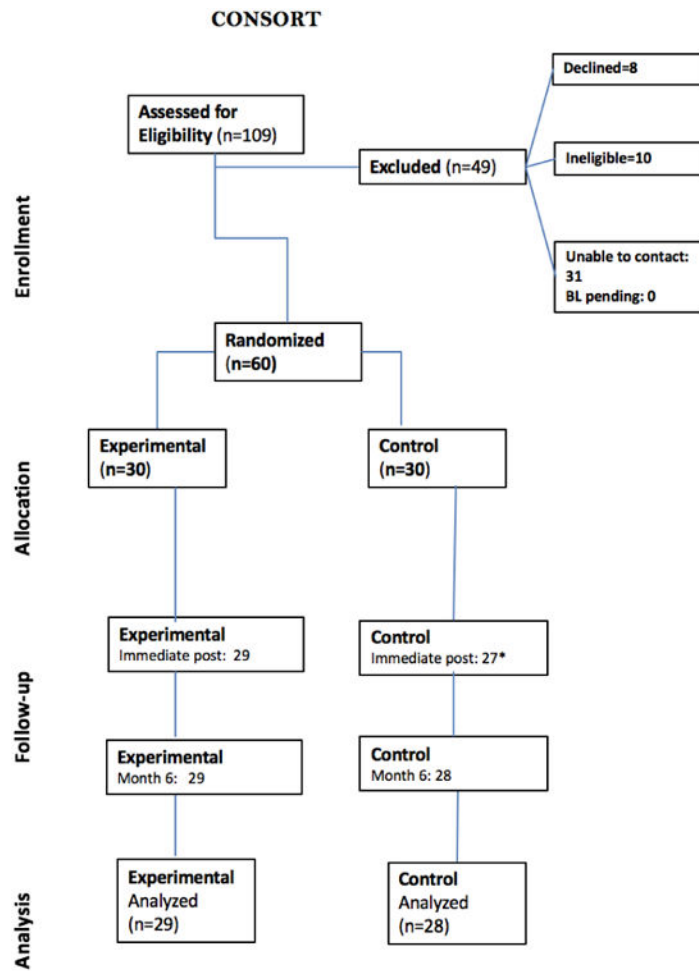 CONSORT
Declined=8
Assessed for
Eligibility (n=109)
Excluded (n=49)
Ineligible=10
Unable to contact:
31
BL pending: 0
Enrollment
Randomized
(n=60)
Experimental
(n=30)
Control
(n=30)
Allocation
Experimental
Immediate post: 29
Control
Immediate post: 27*
Follow-up
Experimental
Month 6: 29
Control
Month 6: 28
Experimental
Analyzed
(n=29)
Control
Analyzed
(n=28)
Analysis